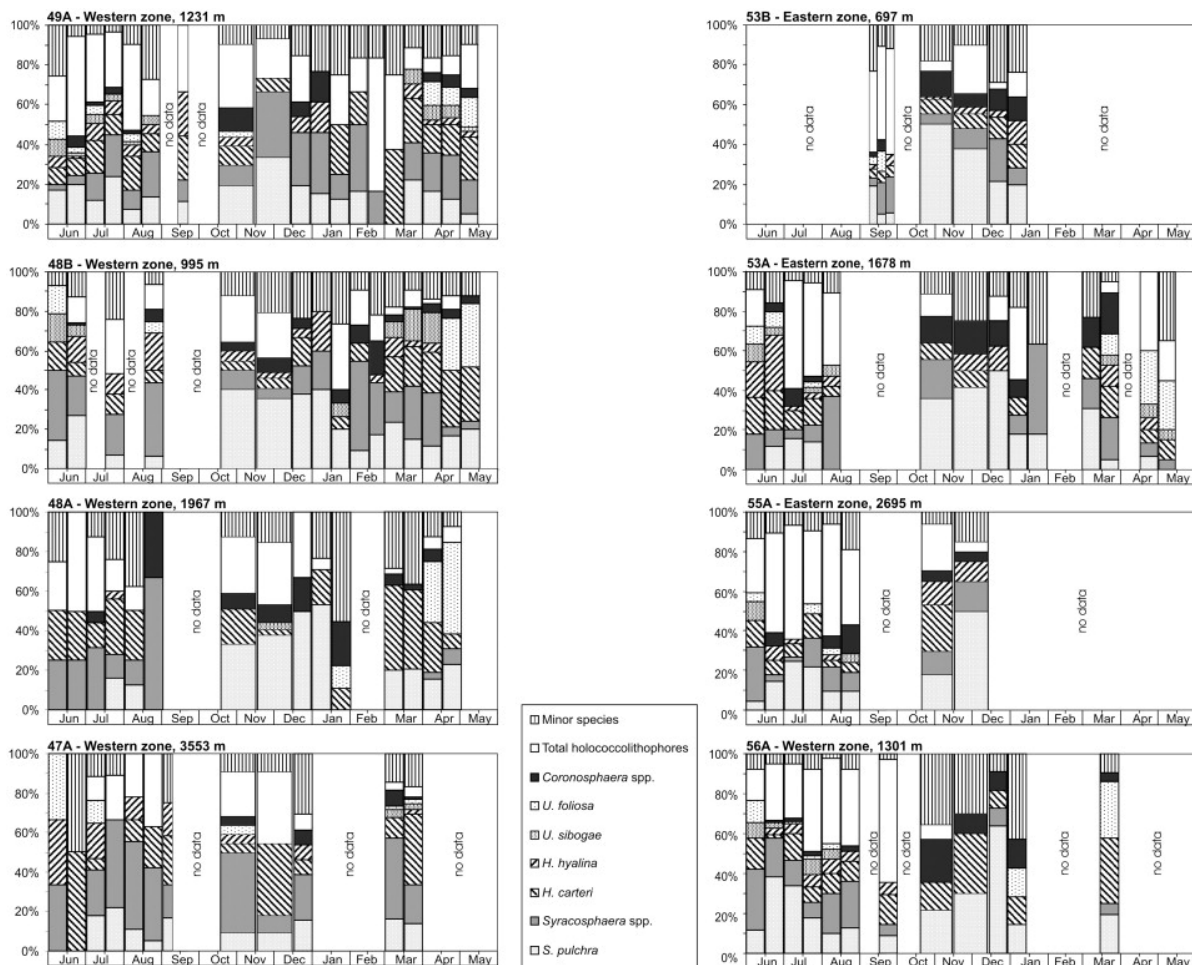 49A - Western zone, 1231 m
100%
80%
60%
40%
20%
0%
no data
no data
Jun Jul Aug Sep Oct Nov Dec Jan Feb Mar Apr May
53B - Eastern zone, 697 m
100%
80%
60%
40%
20%
0%
no data
no data
no data
Jun Jul Aug Sep Oct Nov Dec Jan Feb Mar Apr May
48B - Western zone, 995 m
100%
80%
60%
40%
20%
0%
no data
no data
no data
Jun Jul Aug Sep Oct Nov Dec Jan Feb Mar Apr May
53A - Eastern zone, 1678 m
100%
80%
60%
40%
20%
0%
no data
no data
no data
Jun Jul Aug Sep Oct Nov Dec Jan Feb Mar Apr May
48A - Western zone, 1967 m
100%
80%
60%
40%
20%
0%
no data
no data
no data
Jun Jul Aug Sep Oct Nov Dec Jan Feb Mar Apr May
55A - Eastern zone, 2695 m
100%
80%
60%
40%
20%
0%
no data
no data
Jun Jul Aug Sep Oct Nov Dec Jan Feb Mar Apr May
47A - Western zone, 3553 m
100%
80%
60%
40%
20%
0%
no data
no data
no data
Jun Jul Aug Sep Oct Nov Dec Jan Feb Mar Apr May
Minor species
Total holococcolithophores
Coronosphaera spp.
U. foliosa
U. sibogae
H. hyalina
H. carteri
Syracosphaera spp.
S. pulchra
56A - Western zone, 1301 m
100%
80%
60%
40%
20%
0%
no data
no data
no data
no data
Jun Jul Aug Sep Oct Nov Dec Jan Feb Mar Apr May